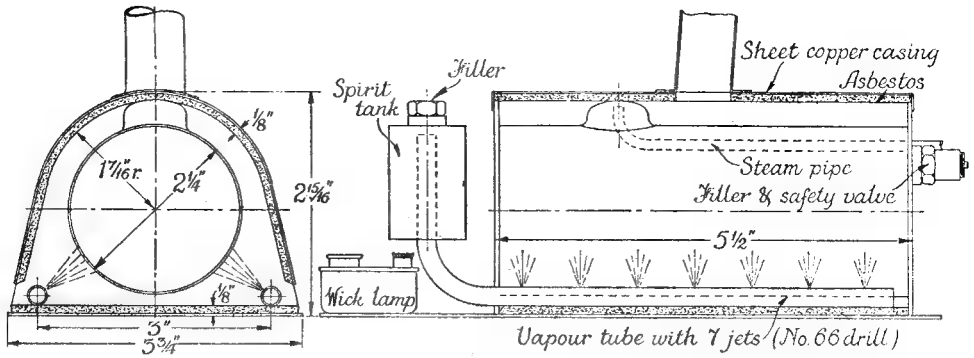 Filler
Spirit
tank
Sheet copper casing
Asbestos
1/8"
1 7/16" r.
2 1/4"
2 15/16"
Steam pipe
Filler & safety valve
5 1/2"
Wick lamp
1/8"
3"
3 3/4"
Vapour tube with 7 jets (No. 66 drill)